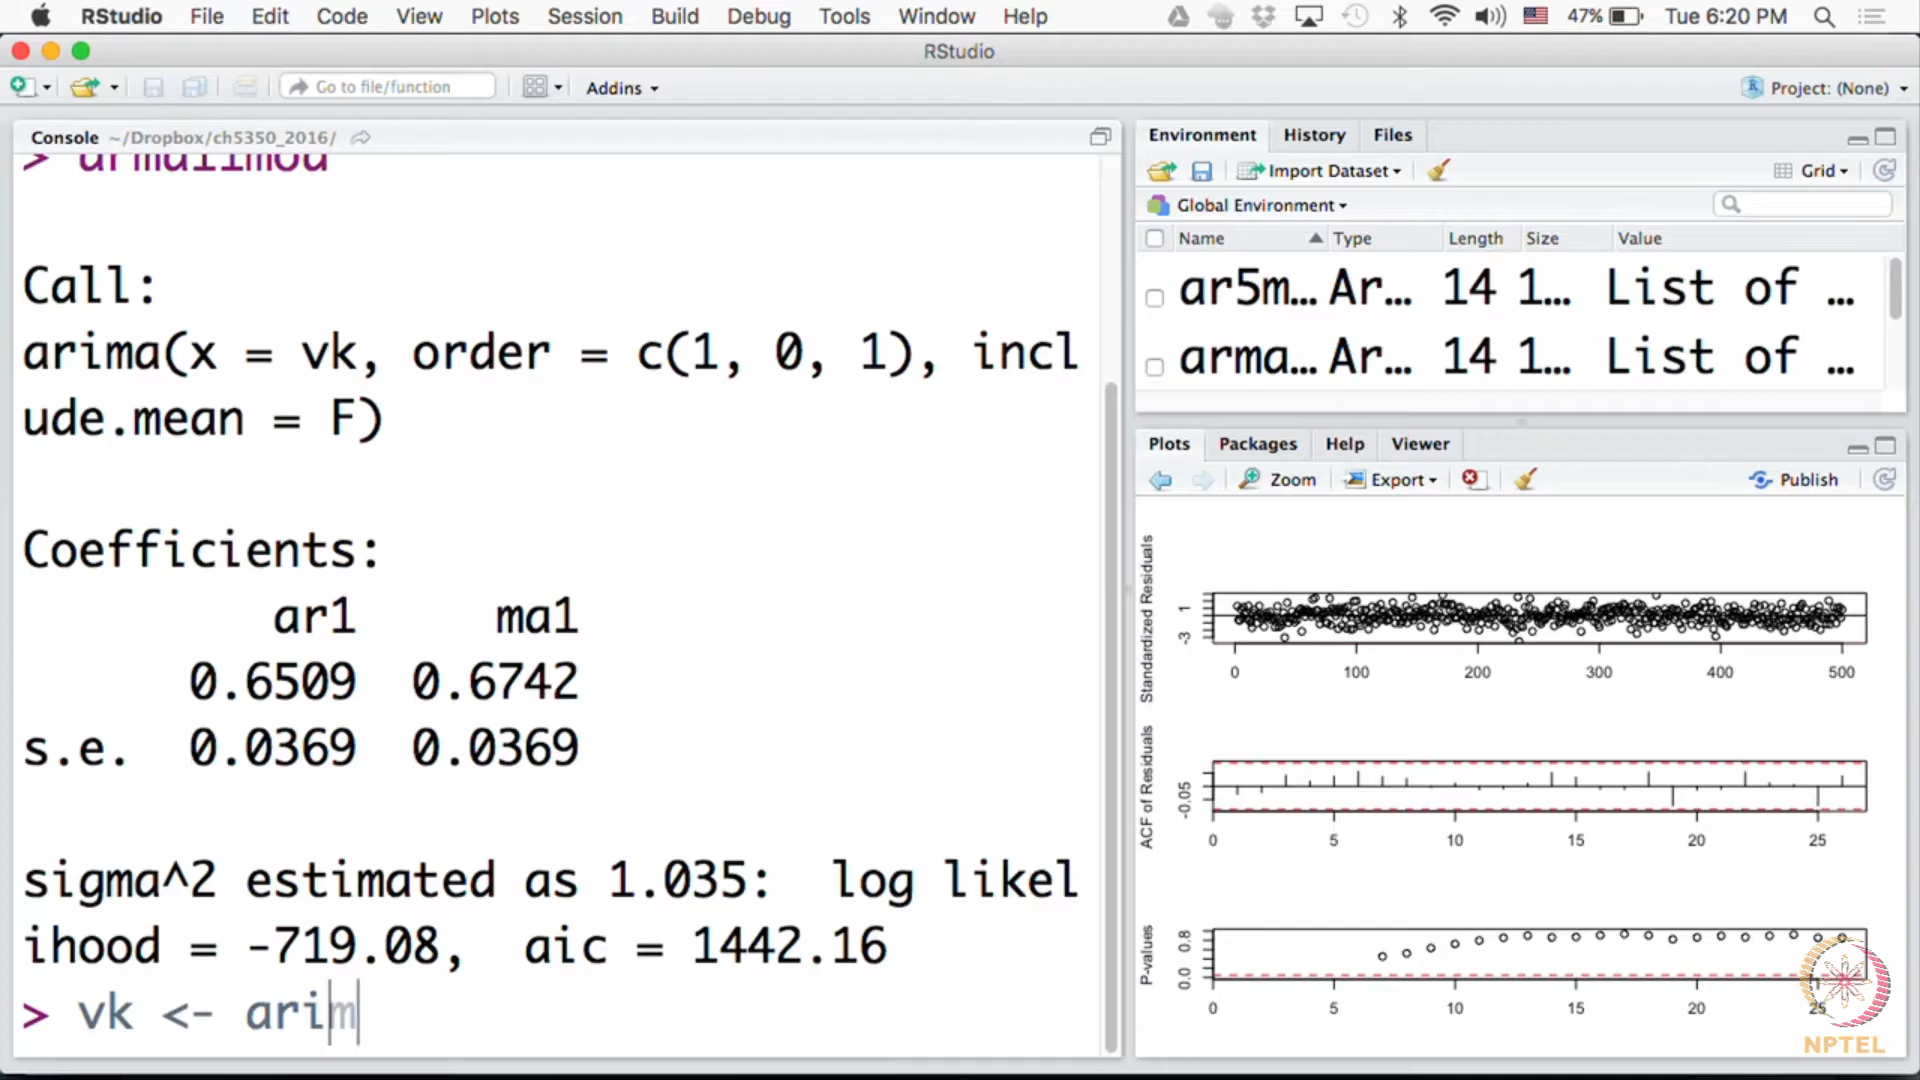 RStudio File Edit Code View Plots Session Build Debug Tools Window Help 47% Tue 6:20 PM
RStudio
Go to file/function Addins Project: (None)
Console ~/Dropbox/ch5350_2016/
> arma11mod
Call:
arima(x = vk, order = c(1, 0, 1), incl
ude.mean = F)
Coefficients:
ar1 ma1
0.6509 0.6742
s.e. 0.0369 0.0369
sigma^2 estimated as 1.035: log likel
ihood = -719.08, aic = 1442.16
> vk <- arim
Environment History Files
Import Dataset Grid
Global Environment
Name Type Length Size Value
ar5m... Ar... 14 1... List of ...
arma... Ar... 14 1... List of ...
Plots Packages Help Viewer
Zoom Export Publish
Standardized Residuals
1
-3
0 100 200 300 400 500
ACF of Residuals
-0.05
0 5 10 15 20 25
P-values
0.8
0.0
0 5 10 15 20 25
NPTEL